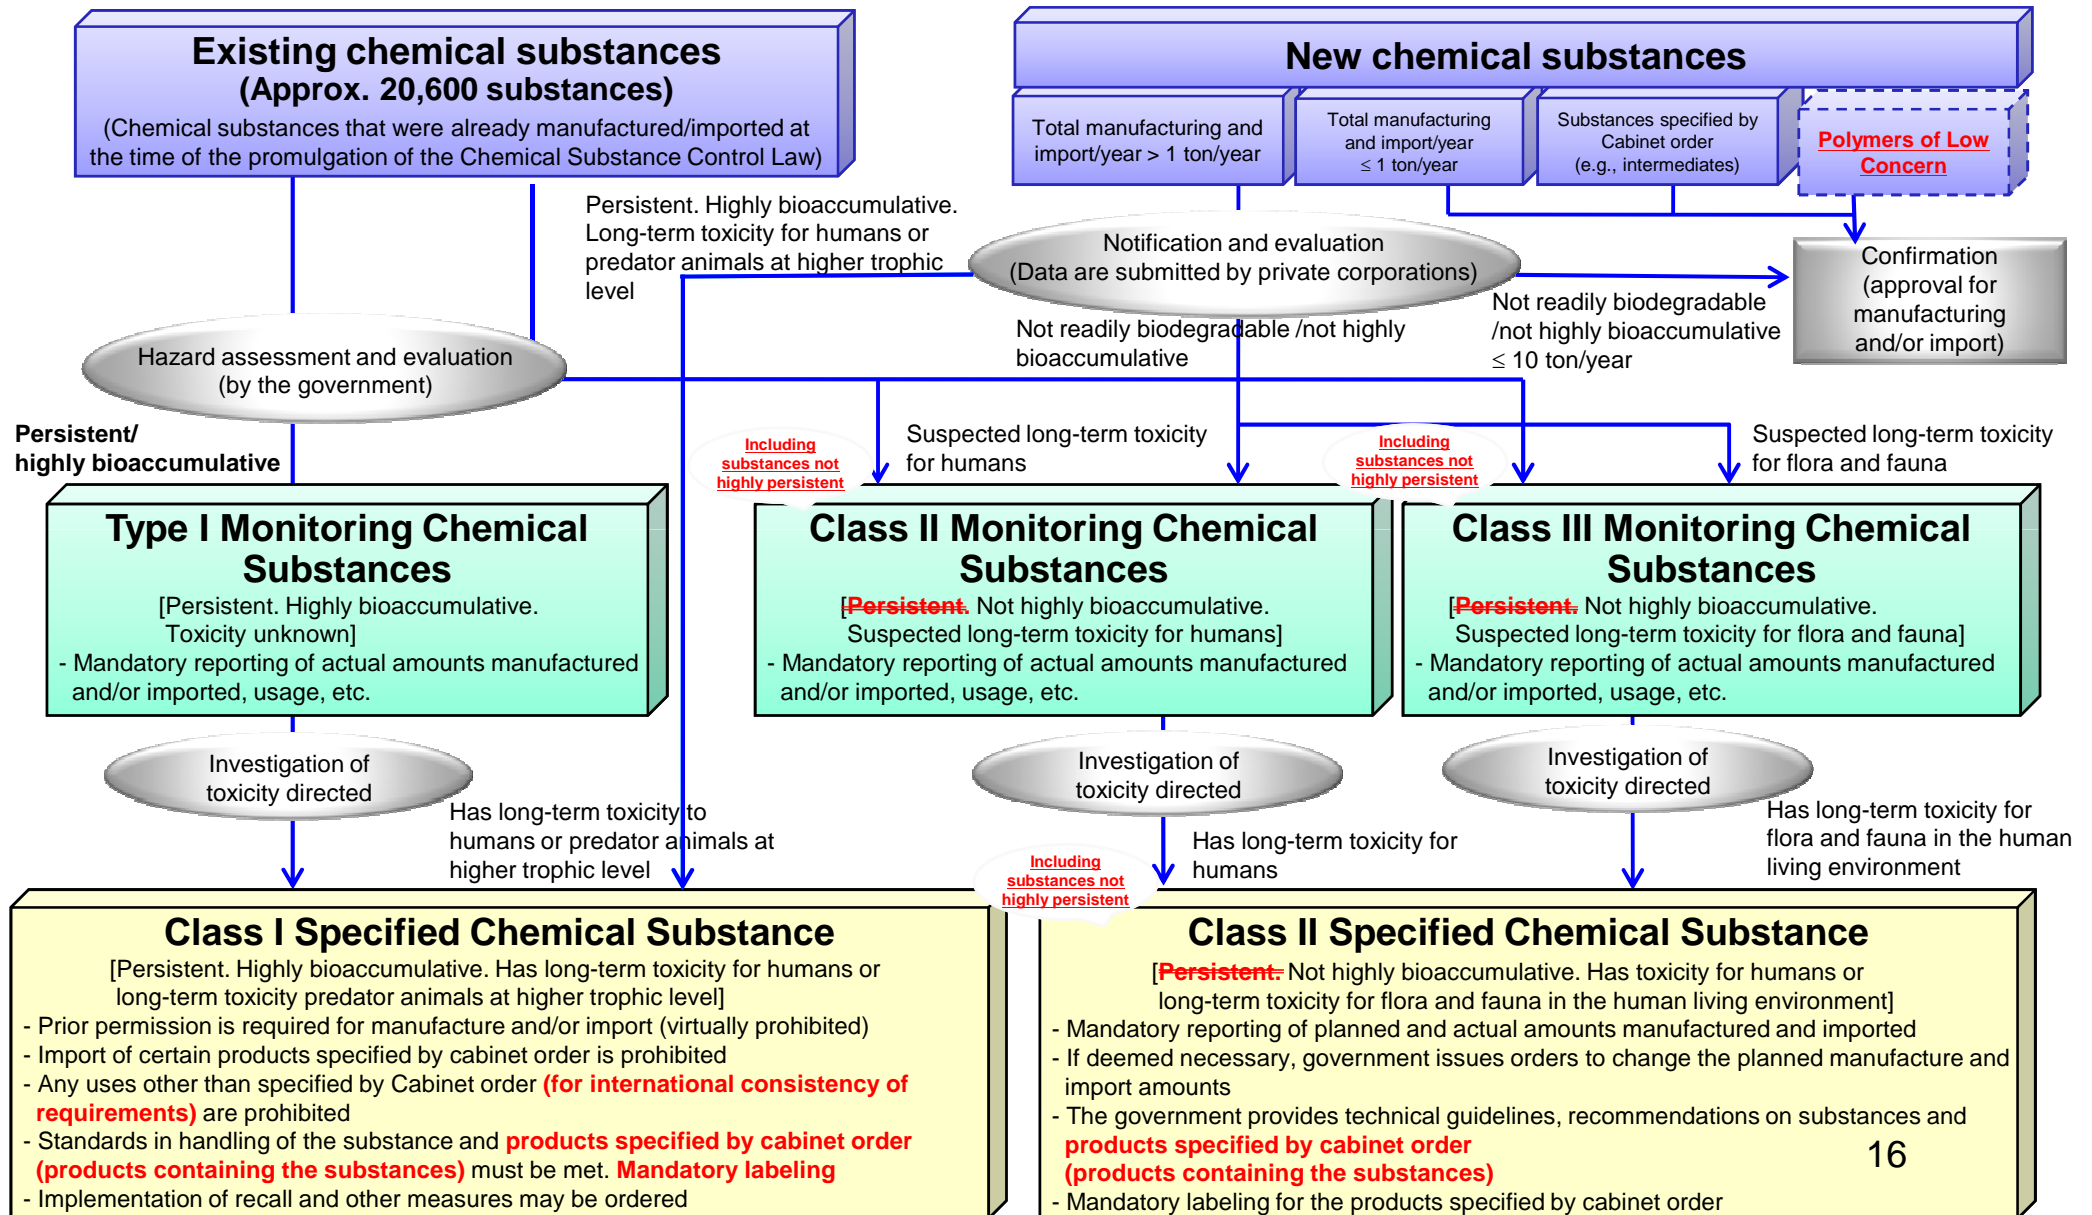 Existing chemical substances
(Approx. 20,600 substances)
(Chemical substances that were already manufactured/imported at
the time of the promulgation of the Chemical Substance Control Law)
New chemical substances
Total manufacturing and
import/year > 1 ton/year
Total manufacturing
and import/year
≤ 1 ton/year
Substances specified by
Cabinet order
(e.g., intermediates)
Polymers of Low
Concern
Persistent. Highly bioaccumulative.
Long-term toxicity for humans or
predator animals at higher trophic
level
Notification and evaluation
(Data are submitted by private corporations)
Confirmation
(approval for
manufacturing
and/or import)
Not readily biodegradable /not highly
bioaccumulative
Not readily biodegradable
/not highly bioaccumulative
≤ 10 ton/year
Hazard assessment and evaluation
(by the government)
Persistent/
highly bioaccumulative
Including
substances not
highly persistent
Suspected long-term toxicity
for humans
Including
substances not
highly persistent
Suspected long-term toxicity
for flora and fauna
Type I Monitoring Chemical
Substances
[Persistent. Highly bioaccumulative.
Toxicity unknown]
- Mandatory reporting of actual amounts manufactured
and/or imported, usage, etc.
Class II Monitoring Chemical
Substances
[Persistent. Not highly bioaccumulative.
Suspected long-term toxicity for humans]
- Mandatory reporting of actual amounts manufactured
and/or imported, usage, etc.
Class III Monitoring Chemical
Substances
[Persistent. Not highly bioaccumulative.
Suspected long-term toxicity for flora and fauna]
- Mandatory reporting of actual amounts manufactured
and/or imported, usage, etc.
Investigation of
toxicity directed
Has long-term toxicity to
humans or predator animals at
higher trophic level
Investigation of
toxicity directed
Has long-term toxicity for
humans
Including
substances not
highly persistent
Investigation of
toxicity directed
Has long-term toxicity for
flora and fauna in the human
living environment
Class I Specified Chemical Substance
[Persistent. Highly bioaccumulative. Has long-term toxicity for humans or
long-term toxicity predator animals at higher trophic level]
- Prior permission is required for manufacture and/or import (virtually prohibited)
- Import of certain products specified by cabinet order is prohibited
- Any uses other than specified by Cabinet order (for international consistency of
requirements) are prohibited
- Standards in handling of the substance and products specified by cabinet order
(products containing the substances) must be met. Mandatory labeling
- Implementation of recall and other measures may be ordered
Class II Specified Chemical Substance
[Persistent. Not highly bioaccumulative. Has toxicity for humans or
long-term toxicity for flora and fauna in the human living environment]
- Mandatory reporting of planned and actual amounts manufactured and imported
- If deemed necessary, government issues orders to change the planned manufacture and
import amounts
- The government provides technical guidelines, recommendations on substances and
products specified by cabinet order
(products containing the substances)
- Mandatory labeling for the products specified by cabinet order
16